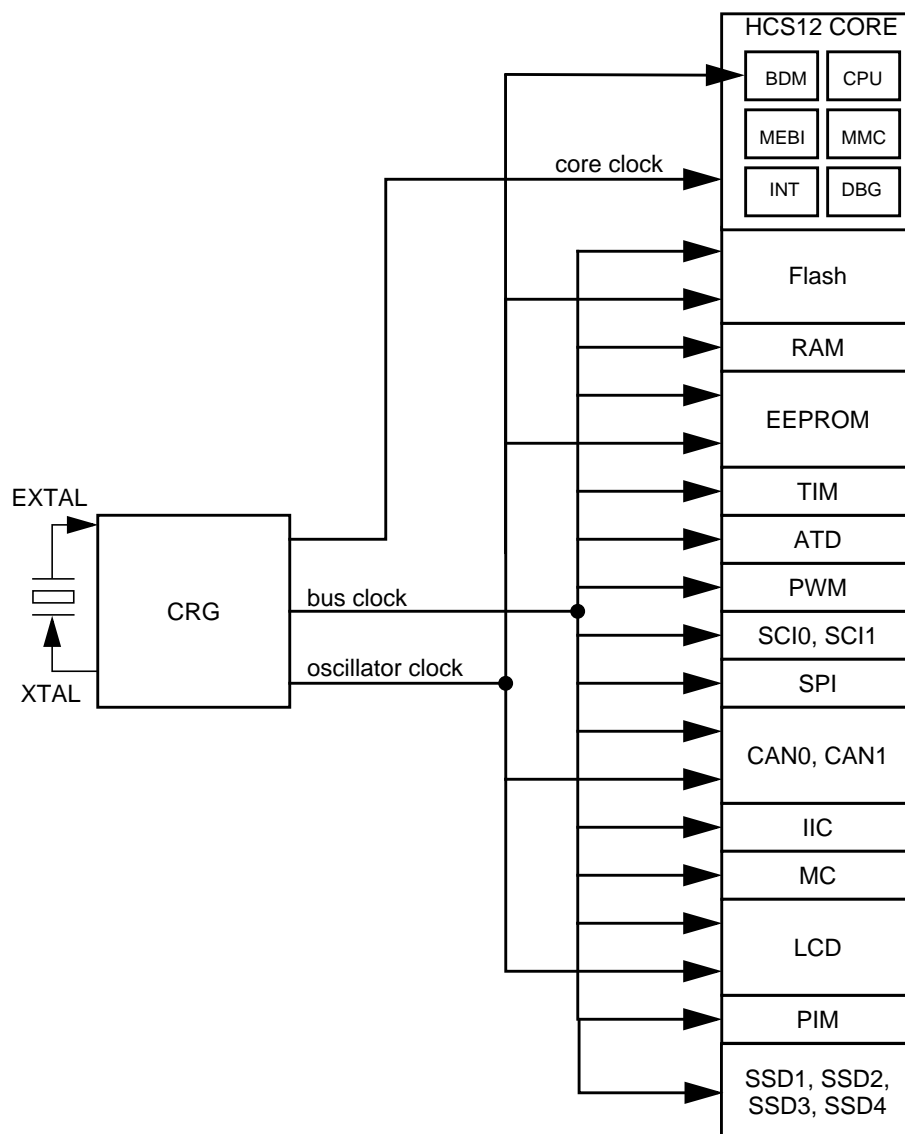 HCS12 CORE
BDM
CPU
MEBI
MMC
core clock
INT
DBG
Flash
RAM
EEPROM
EXTAL
TIM
ATD
PWM
CRG
bus clock
SCI0, SCI1
oscillator clock
XTAL
SPI
CAN0, CAN1
IIC
MC
LCD
PIM
SSD1, SSD2,
SSD3, SSD4